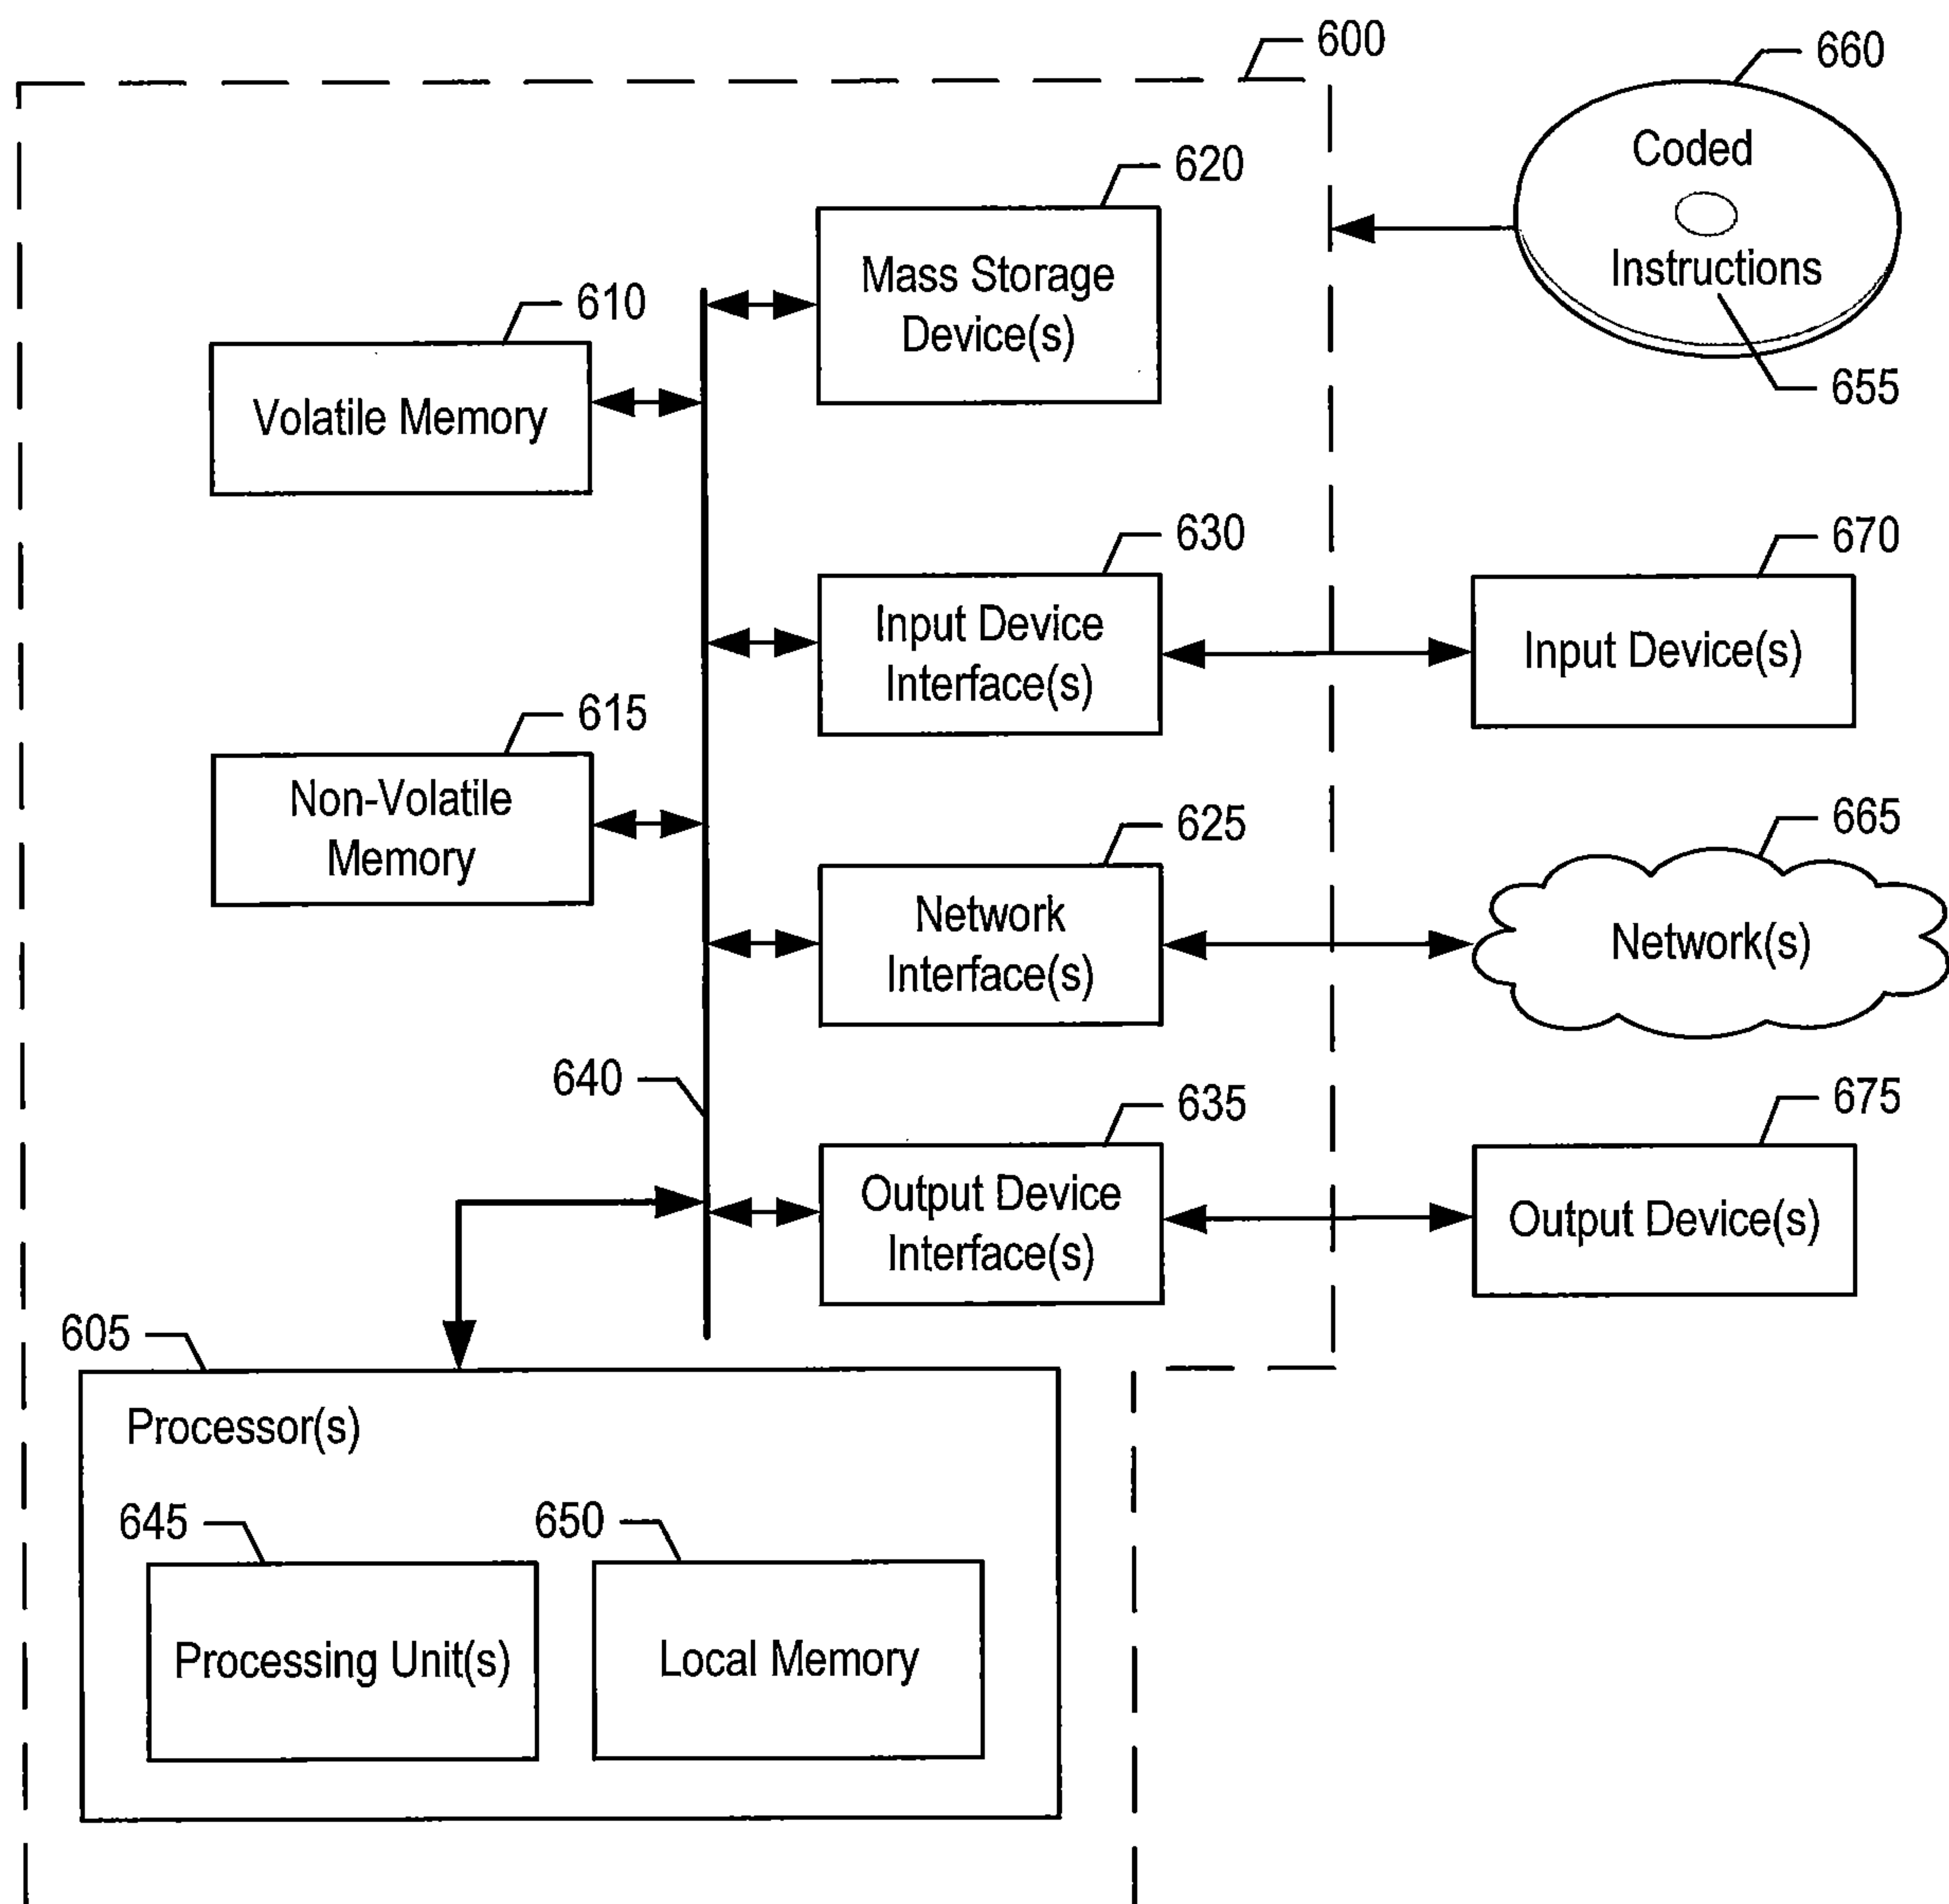 600
660
Coded
Instructions
655
620
Mass Storage
Device(s)
610
Volatile Memory
630
Input Device
Interface(s)
670
Input Device(s)
615
Non-Volatile
Memory
625
Network
Interface(s)
665
Network(s)
640
635
Output Device
Interface(s)
675
Output Device(s)
605
Processor(s)
645
Processing Unit(s)
650
Local Memory